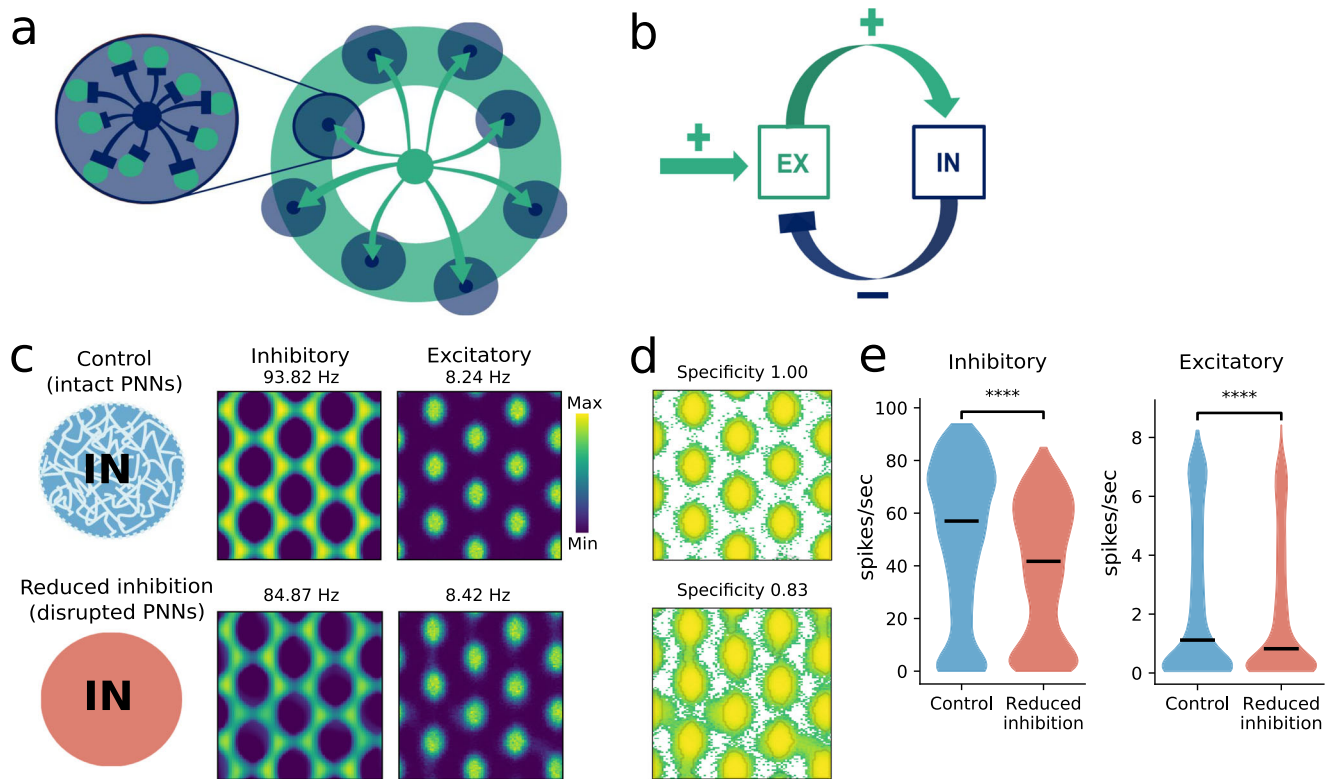 a
b
+
+
EX
IN
−
c
Control
(intact PNNs)
IN
Inhibitory
93.82 Hz
Excitatory
8.24 Hz
Max
Min
Reduced inhibition
(disrupted PNNs)
IN
84.87 Hz
8.42 Hz
d
Specificity 1.00
Specificity 0.83
e
Inhibitory
****
spikes/sec
100
80
60
40
20
0
Control
Reduced
inhibition
Excitatory
****
spikes/sec
8
6
4
2
0
Control
Reduced
inhibition